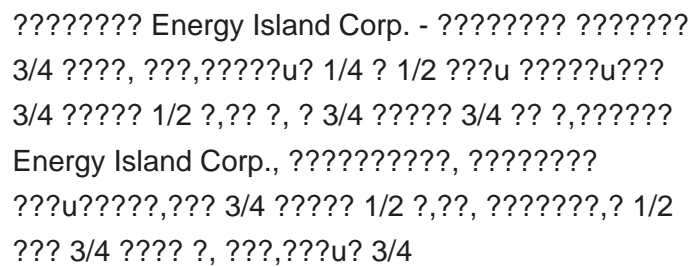 ???????? Energy Island Corp. - ???????? ???????
3/4 ????, ???,?????u? 1/4 ? 1/2 ???u ?????u???
3/4 ????? 1/2 ?,?? ?, ? 3/4 ????? 3/4 ?? ?,??????
Energy Island Corp., ??????????, ????????
???u?????,??? 3/4 ????? 1/2 ?,??, ???????,? 1/2
??? 3/4 ???? ?, ???,???u? 3/4